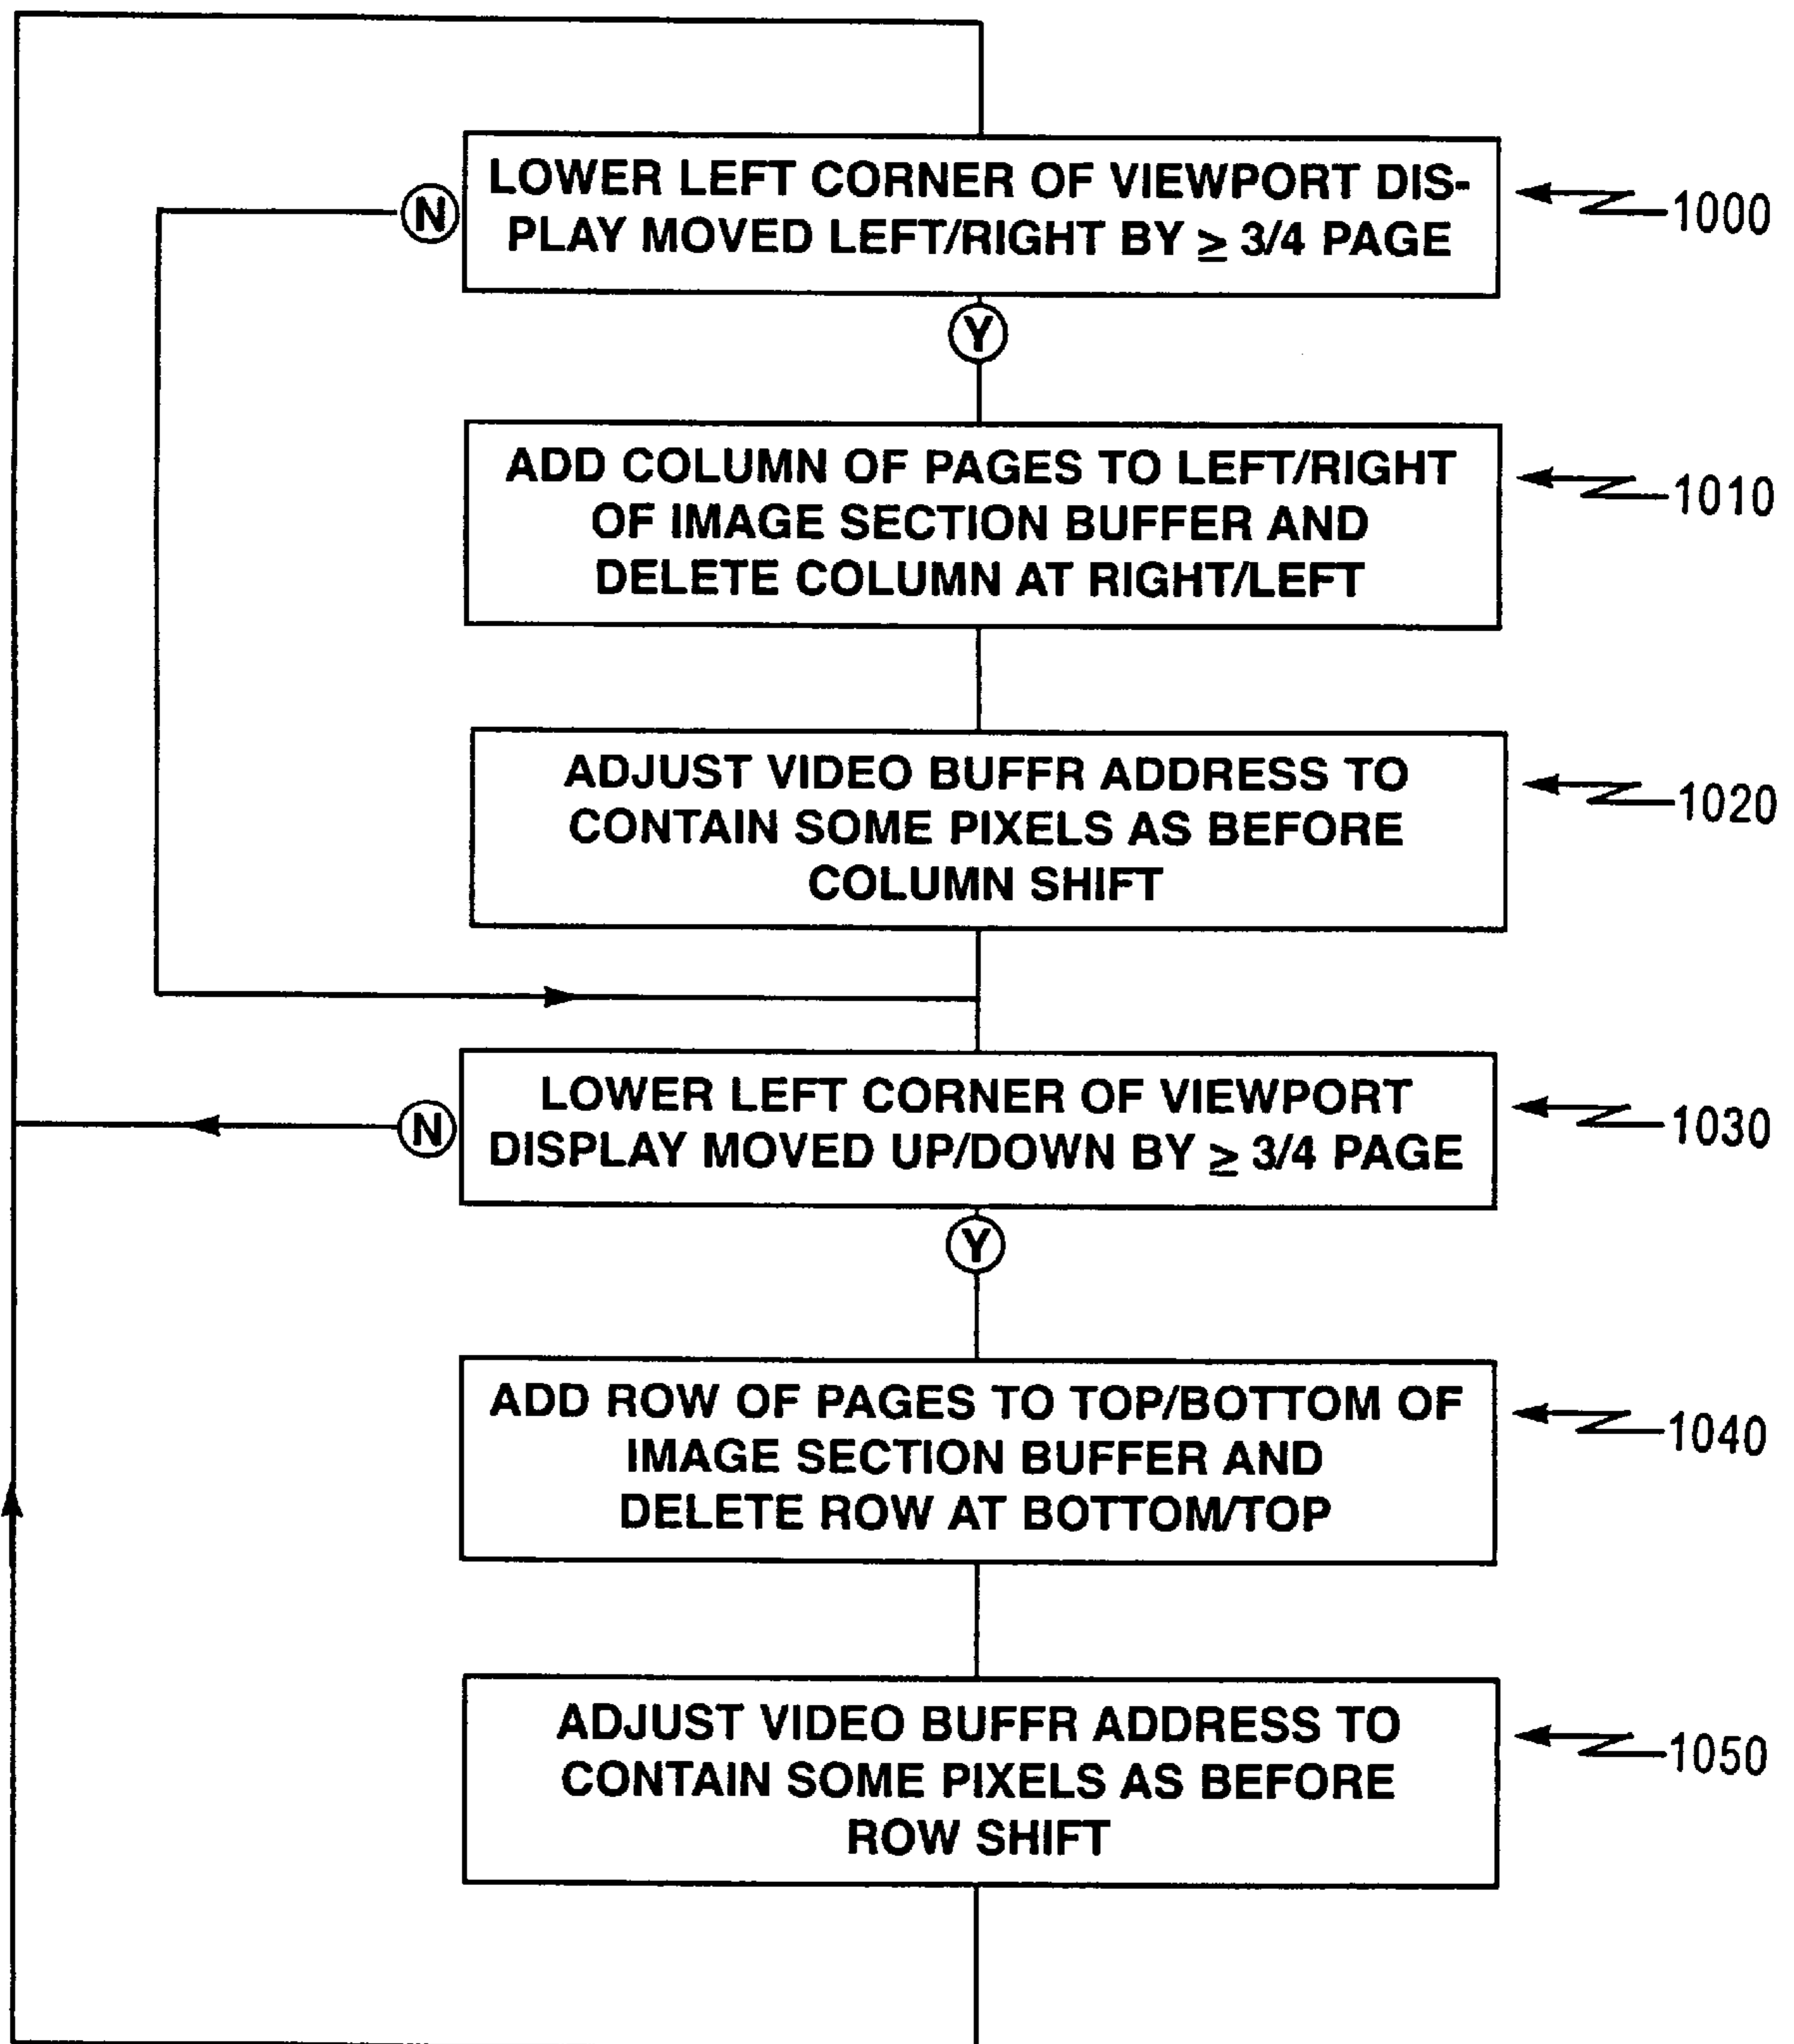 LOWER LEFT CORNER OF VIEWPORT DIS-
PLAY MOVED LEFT/RIGHT BY ≥ 3/4 PAGE
N
1000
Y
ADD COLUMN OF PAGES TO LEFT/RIGHT
OF IMAGE SECTION BUFFER AND
DELETE COLUMN AT RIGHT/LEFT
1010
ADJUST VIDEO BUFFR ADDRESS TO
CONTAIN SOME PIXELS AS BEFORE
COLUMN SHIFT
1020
LOWER LEFT CORNER OF VIEWPORT
DISPLAY MOVED UP/DOWN BY ≥ 3/4 PAGE
N
1030
Y
ADD ROW OF PAGES TO TOP/BOTTOM OF
IMAGE SECTION BUFFER AND
DELETE ROW AT BOTTOM/TOP
1040
ADJUST VIDEO BUFFR ADDRESS TO
CONTAIN SOME PIXELS AS BEFORE
ROW SHIFT
1050